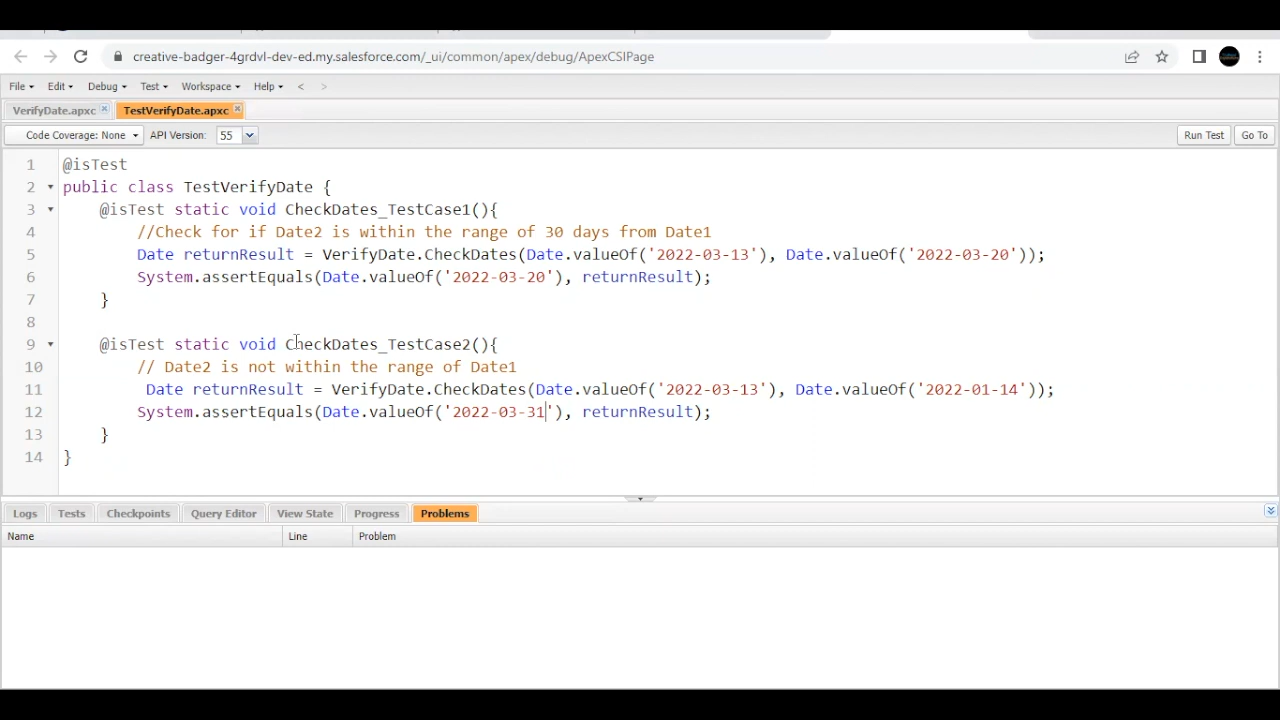 creative-badger-4grdvl-dev-ed.my.salesforce.com/_ui/common/apex/debug/ApexCSIPage
File Edit Debug Test Workspace Help < >
VerifyDate.apxc TestVerifyDate.apxc
Code Coverage: None API Version: 55 Run Test Go To
1 @isTest
2 public class TestVerifyDate {
3 @isTest static void CheckDates_TestCase1(){
4 //Check for if Date2 is within the range of 30 days from Date1
5 Date returnResult = VerifyDate.CheckDates(Date.valueOf('2022-03-13'), Date.valueOf('2022-03-20'));
6 System.assertEquals(Date.valueOf('2022-03-20'), returnResult);
7 }
8
9 @isTest static void CheckDates_TestCase2(){
10 // Date2 is not within the range of Date1
11 Date returnResult = VerifyDate.CheckDates(Date.valueOf('2022-03-13'), Date.valueOf('2022-01-14'));
12 System.assertEquals(Date.valueOf('2022-03-31'), returnResult);
13 }
14 }
Logs Tests Checkpoints Query Editor View State Progress Problems
Name Line Problem